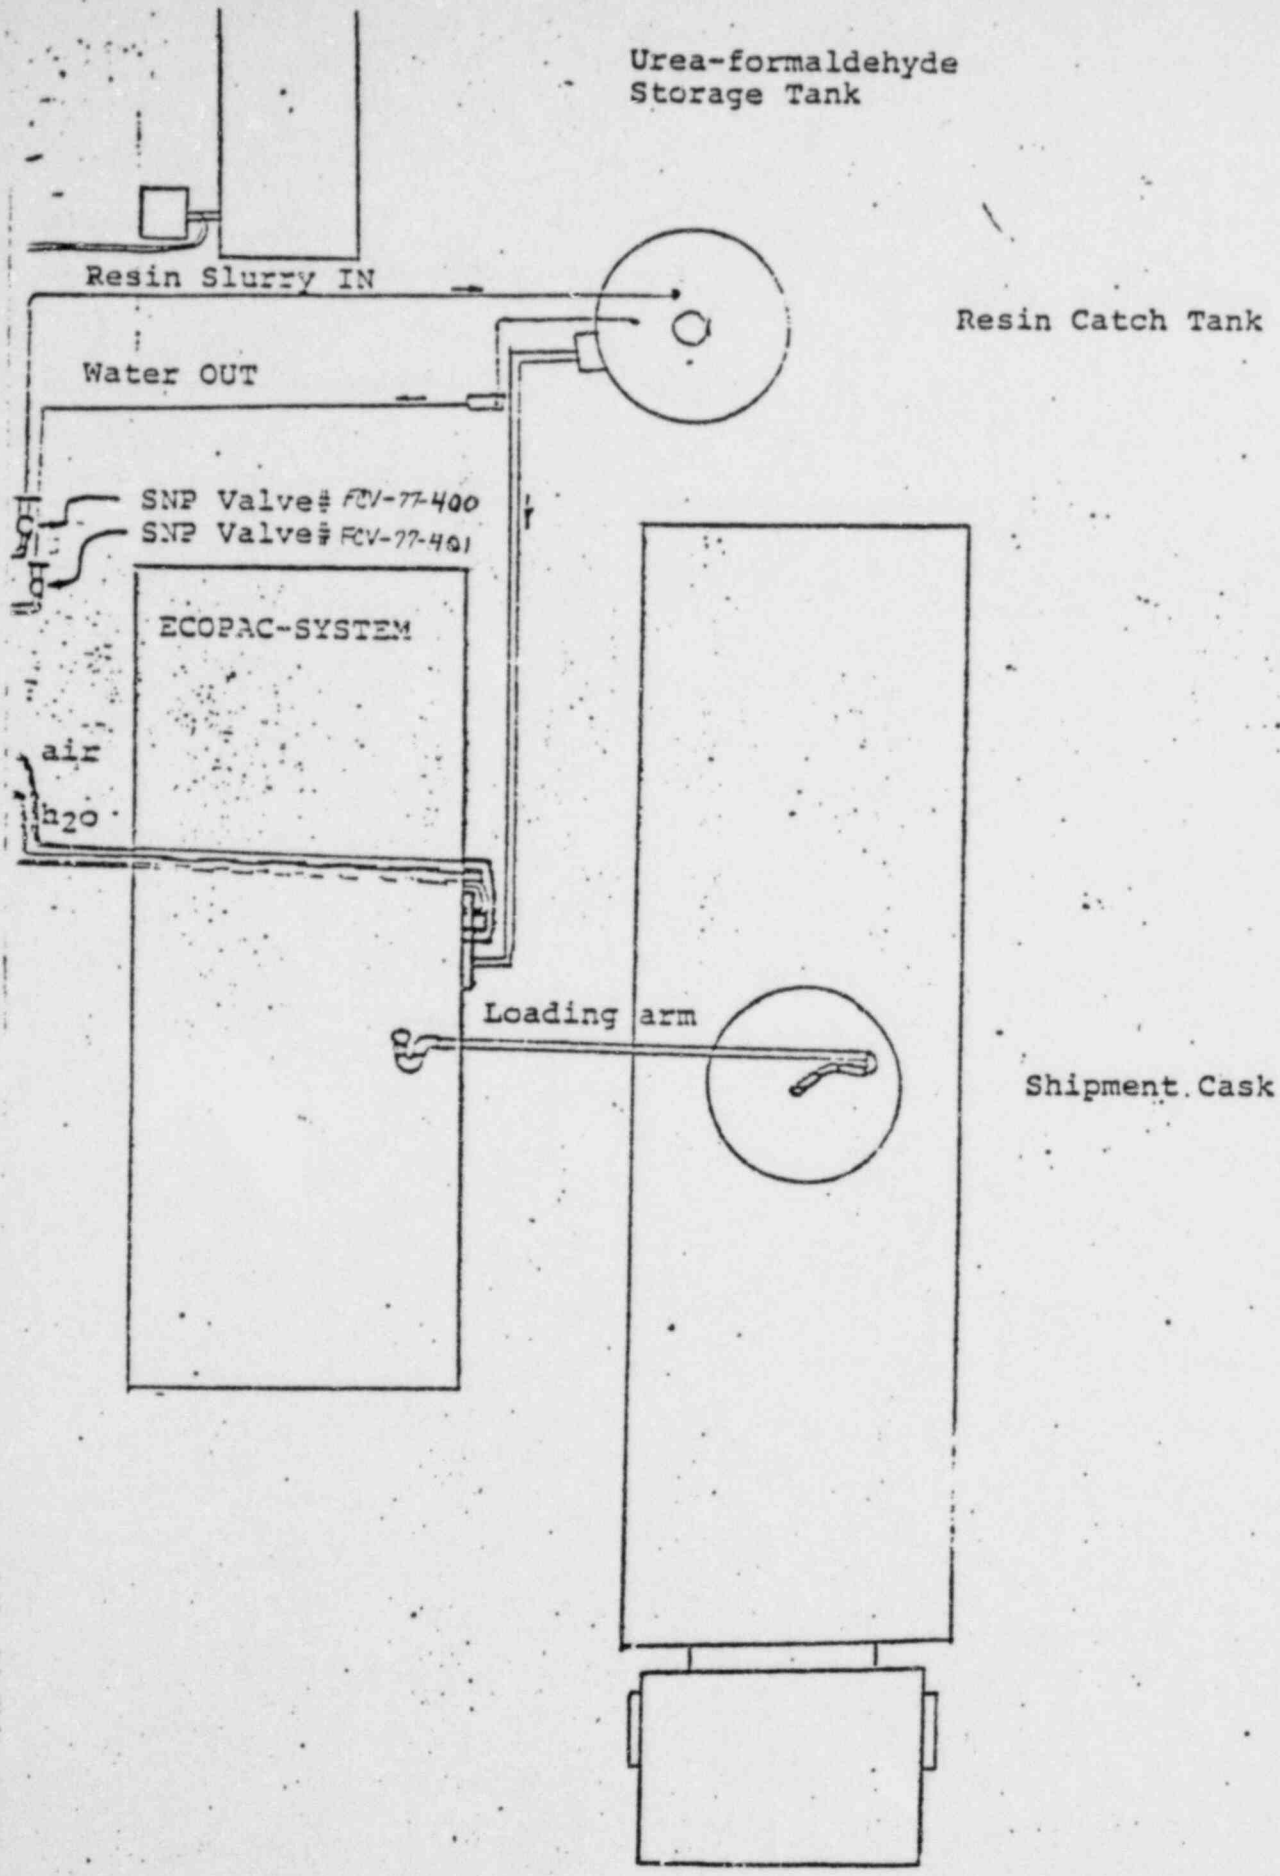 Urea-formaldehyde
Storage Tank
Resin Slurry IN
Resin Catch Tank
Water OUT
SNP Valve# FCV-77-400
SNP Valve# FCV-77-401
ECOPAC-SYSTEM
air
h2o
Loading arm
Shipment Cask